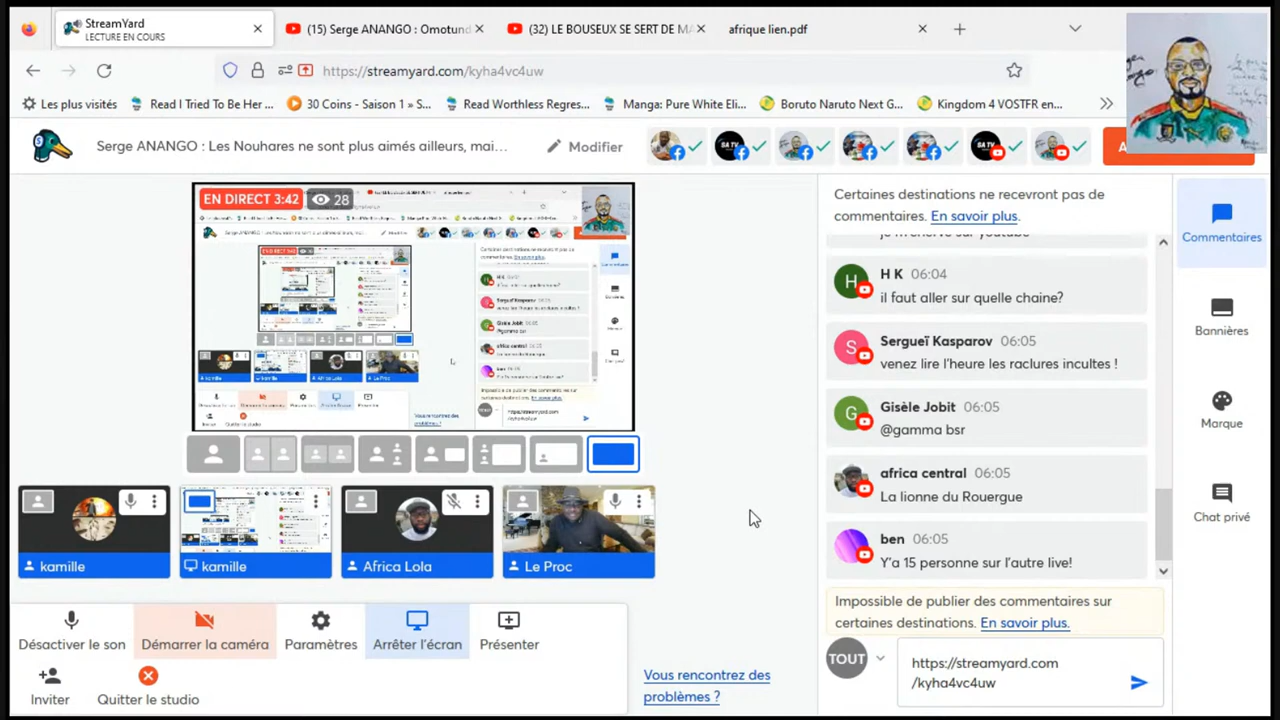 StreamYard
LECTURE EN COURS
(15) Serge ANANGO : Omotund
(32) LE BOUSEUX SE SERT DE MA
afrique lien.pdf
https://streamyard.com/kyha4vc4uw
Les plus visités
Read I Tried To Be Her ...
30 Coins - Saison 1 » S...
Read Worthless Regres...
Manga: Pure White Eli...
Boruto Naruto Next G...
Kingdom 4 VOSTFR en...
Serge ANANGO : Les Nouhares ne sont plus aimés ailleurs, mai...
Modifier
SA TV
SA TV
A
EN DIRECT 3:42
28
Certaines destinations ne recevront pas de
commentaires. En savoir plus.
H K 06:04
il faut aller sur quelle chaine?
Sergueï Kasparov 06:05
venez lire l'heure les raclures incultes !
G
Gisèle Jobit 06:05
@gamma bsr
africa central 06:05
La lionne du Rouergue
ben 06:05
Y'a 15 personne sur l'autre live!
Impossible de publier des commentaires sur
certaines destinations. En savoir plus.
TOUT
https://streamyard.com
/kyha4vc4uw
Commentaires
Bannières
Marque
Chat privé
kamille
kamille
Africa Lola
Le Proc
Désactiver le son
Démarrer la caméra
Paramètres
Arrêter l'écran
Présenter
Inviter
Quitter le studio
Vous rencontrez des
problèmes ?